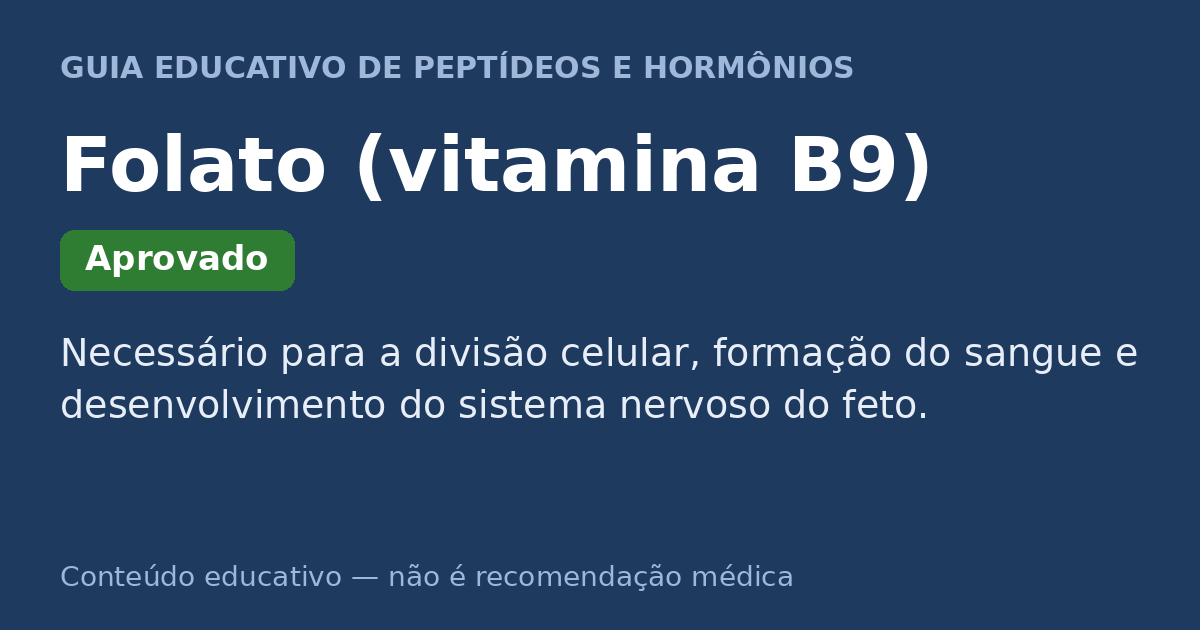 GUIA EDUCATIVO DE PEPTÍDEOS E HORMÔNIOS
Folato (vitamina B9)
Aprovado
Necessário para a divisão celular, formação do sangue e
desenvolvimento do sistema nervoso do feto.
Conteúdo educativo — não é recomendação médica